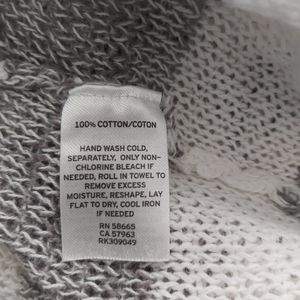 100% COTTON/COTON
HAND WASH COLD,
SEPARATELY, ONLY NON-
CHLORINE BLEACH IF
NEEDED, ROLL IN TOWEL TO
REMOVE EXCESS
MOISTURE, RESHAPE, LAY
FLAT TO DRY, COOL IRON
IF NEEDED
RN 58665
CA 57963
RK309049